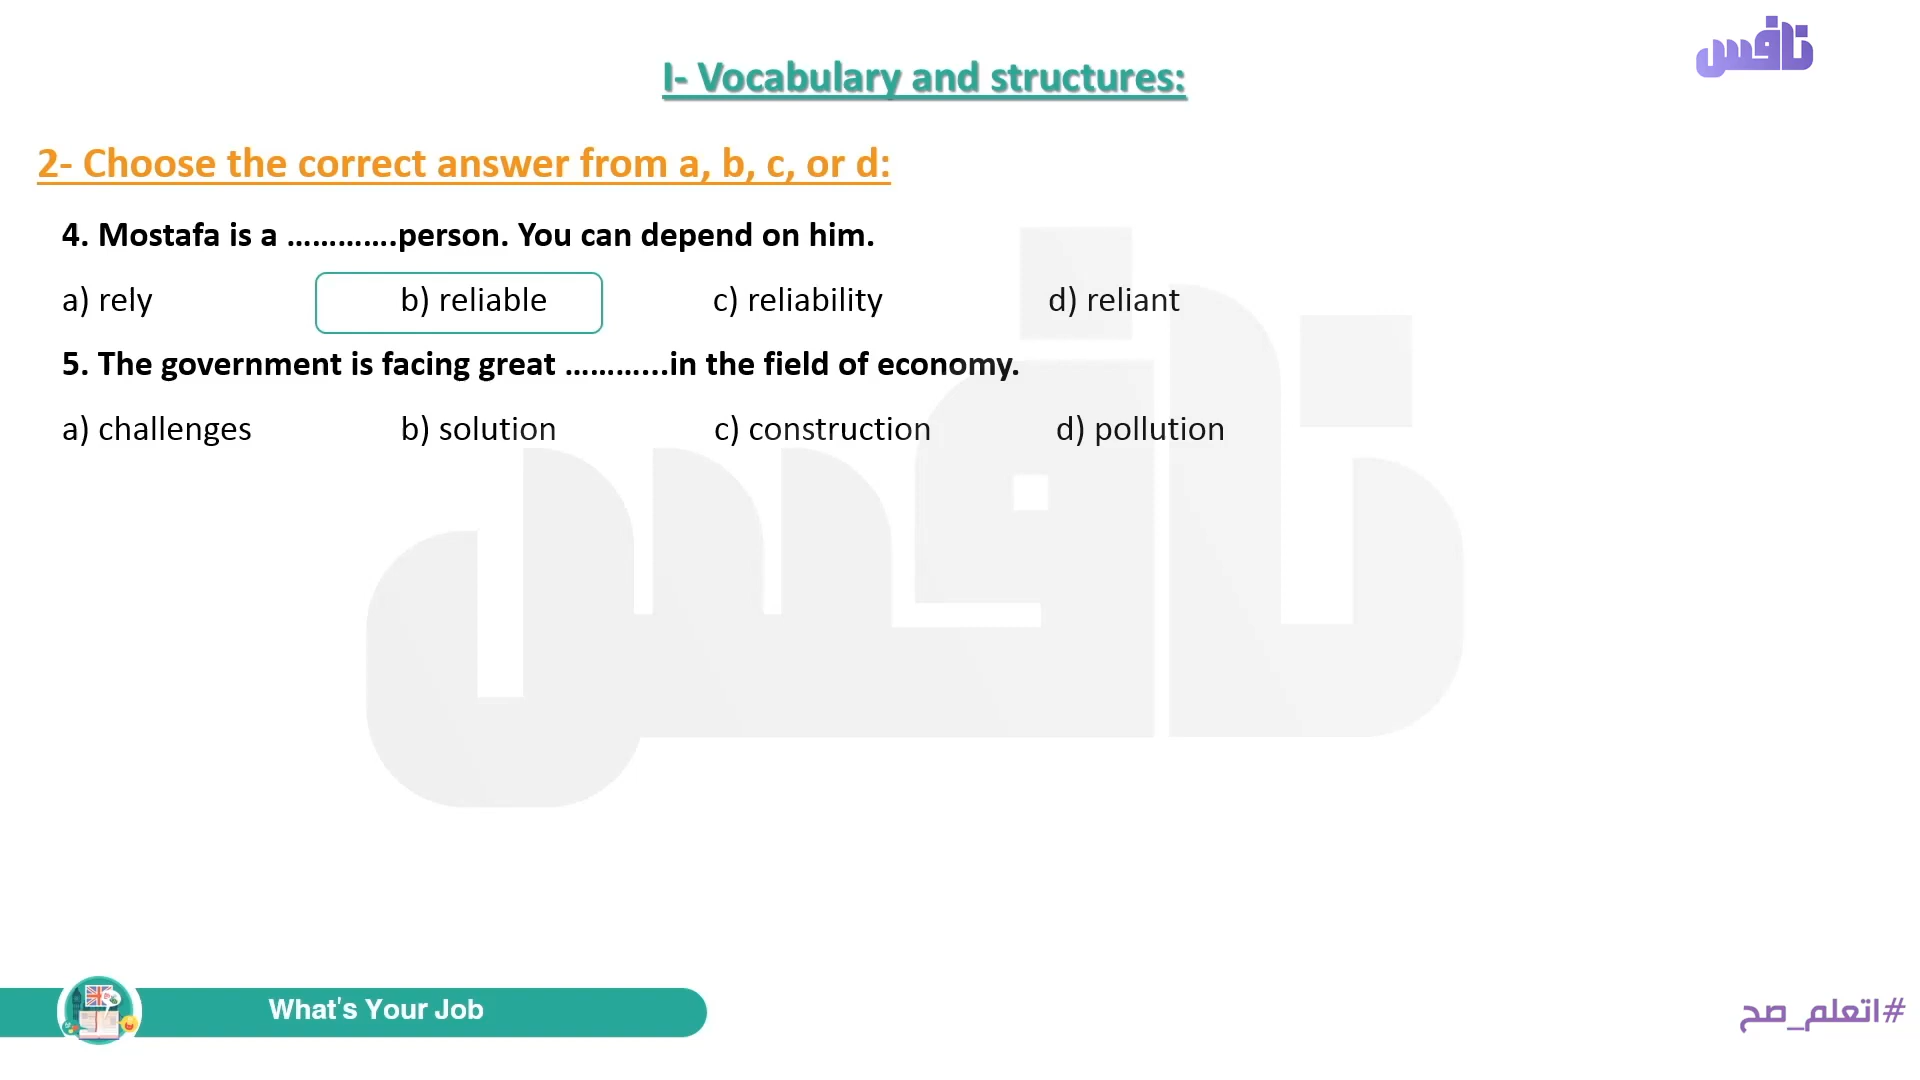 نافس
I- Vocabulary and structures:
2- Choose the correct answer from a, b, c, or d:
4. Mostafa is a ………….person. You can depend on him.
a) rely b) reliable c) reliability d) reliant
5. The government is facing great ………...in the field of economy.
a) challenges b) solution c) construction d) pollution
نافس
What's Your Job
#اتعلم_صح